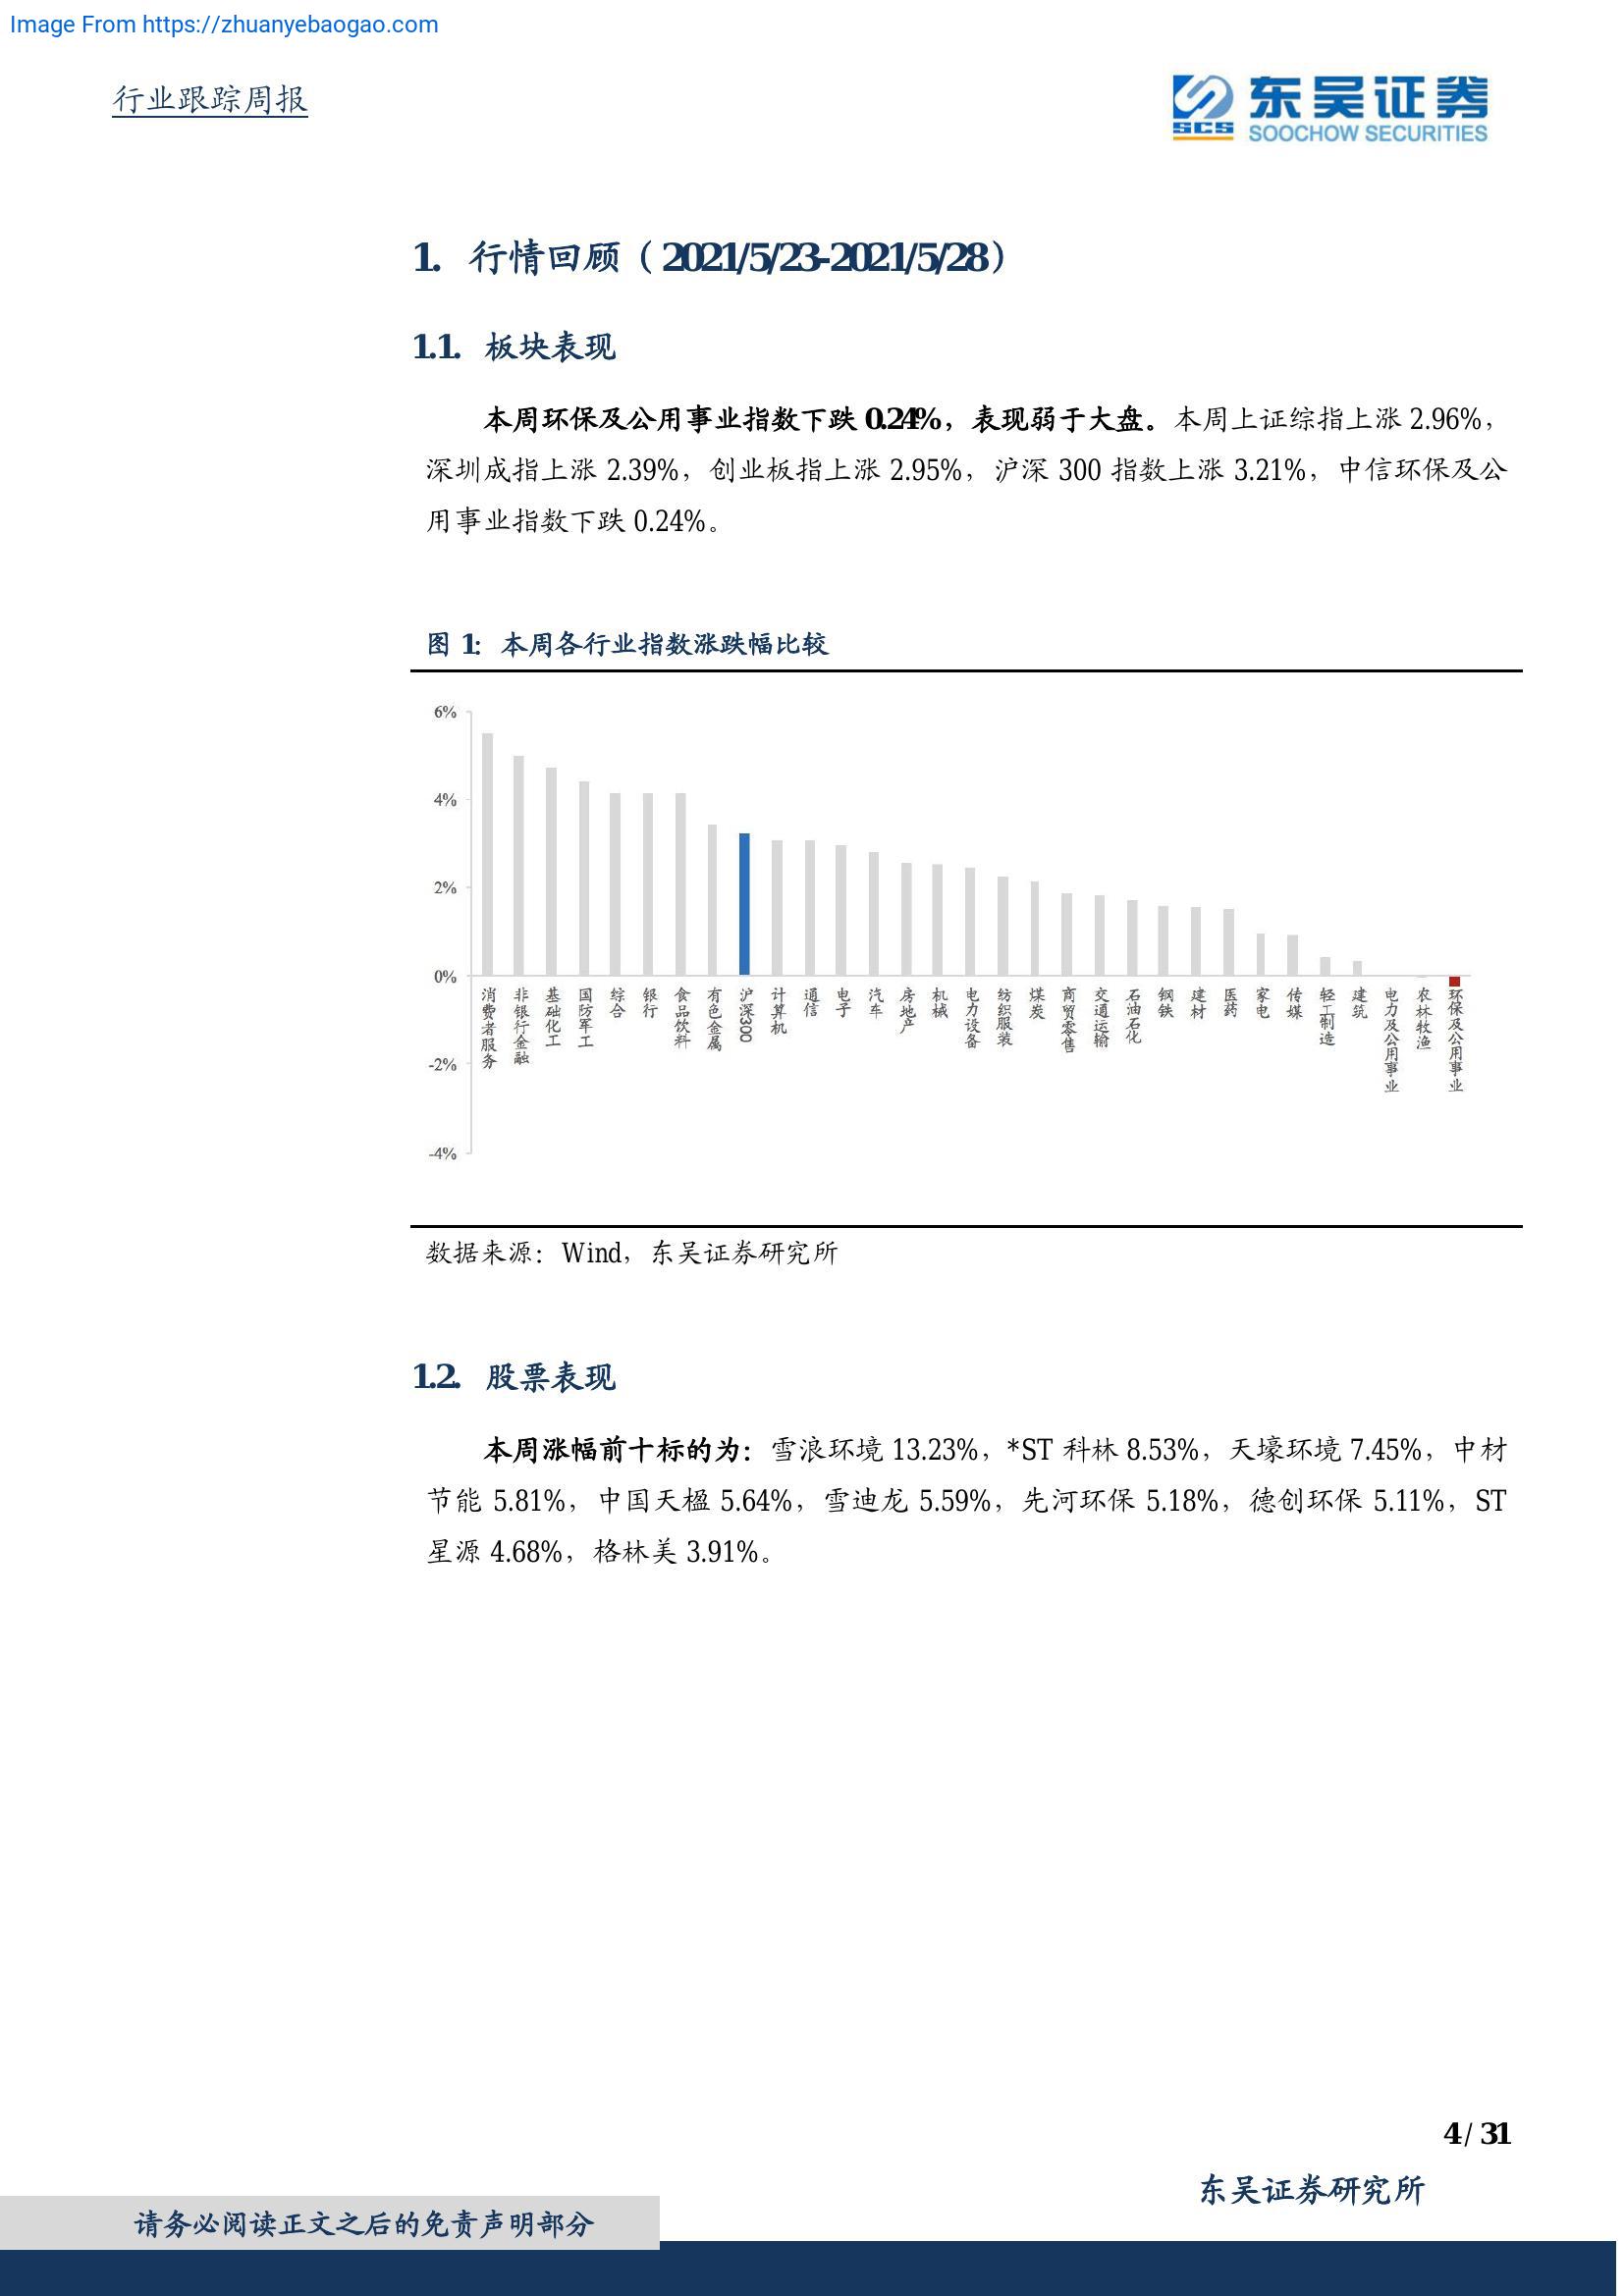 Image From https://zhuanyebaogao.com
行业跟踪周报
东吴证券
SCS
SOOCHOW SECURITIES
1. 行情回顾（2021/5/23-2021/5/28）
1.1. 板块表现
本周环保及公用事业指数下跌 0.24%，表现弱于大盘。本周上证综指上涨 2.96%，
深圳成指上涨 2.39%，创业板指上涨 2.95%，沪深 300 指数上涨 3.21%，中信环保及公
用事业指数下跌 0.24%。
图 1：本周各行业指数涨跌幅比较
6%
4%
2%
0%
-2%
-4%
消费者服务
非银行金融
基础化工
国防军工
综合
银行
食品饮料
有色金属
沪深300
计算机
通信
电子
汽车
房地产
机械
电力设备
纺织服装
煤炭
商贸零售
交通运输
石油石化
钢铁
建材
医药
家电
传媒
轻工制造
建筑
电力及公用事业
农林牧渔
环保及公用事业
数据来源：Wind，东吴证券研究所
1.2. 股票表现
本周涨幅前十标的为：雪浪环境 13.23%，*ST 科林 8.53%，天壕环境 7.45%，中材
节能 5.81%，中国天楹 5.64%，雪迪龙 5.59%，先河环保 5.18%，德创环保 5.11%，ST
星源 4.68%，格林美 3.91%。
4 / 31
东吴证券研究所
请务必阅读正文之后的免责声明部分